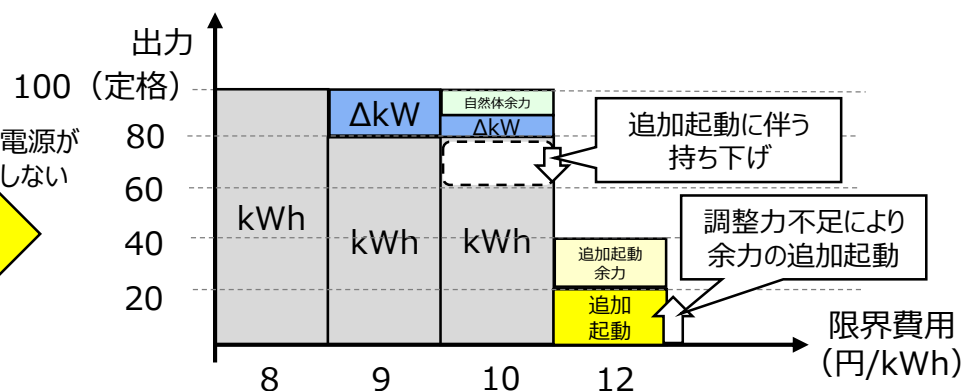 出力
100（定格）
電源が
しない
80
60
40
20
kWh
ΔkW
kWh
自然体余力
ΔkW
kWh
追加起動に伴う
持ち下げ
調整力不足により
余力の追加起動
追加起動
余力
追加
起動
8
9
10
12
限界費用
（円/kWh）